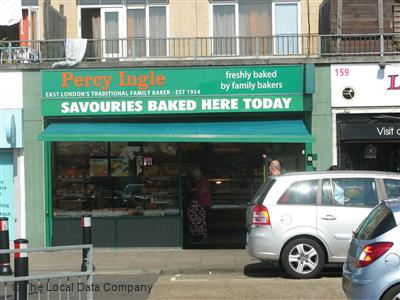 Percy Ingle
freshly baked
by family bakers
EAST LONDON'S TRADITIONAL FAMILY BAKER - EST 1954
SAVOURIES BAKED HERE TODAY
159
L
Visit
© The Local Data Company